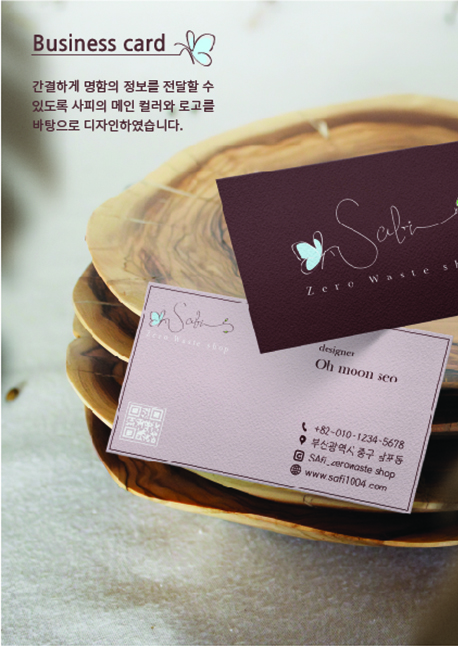 Business card
간결하게 명함의 정보를 전달할 수
있도록 사피의 메인 컬러와 로고를
바탕으로 디자인하였습니다.
Safi
Zero Waste sh
Safi
Zero Waste shop
designer
Oh moon seo
+82-010-1234-5678
부산광역시 중구 남포동
SAfi_zerowaste shop
www.safi1004.com